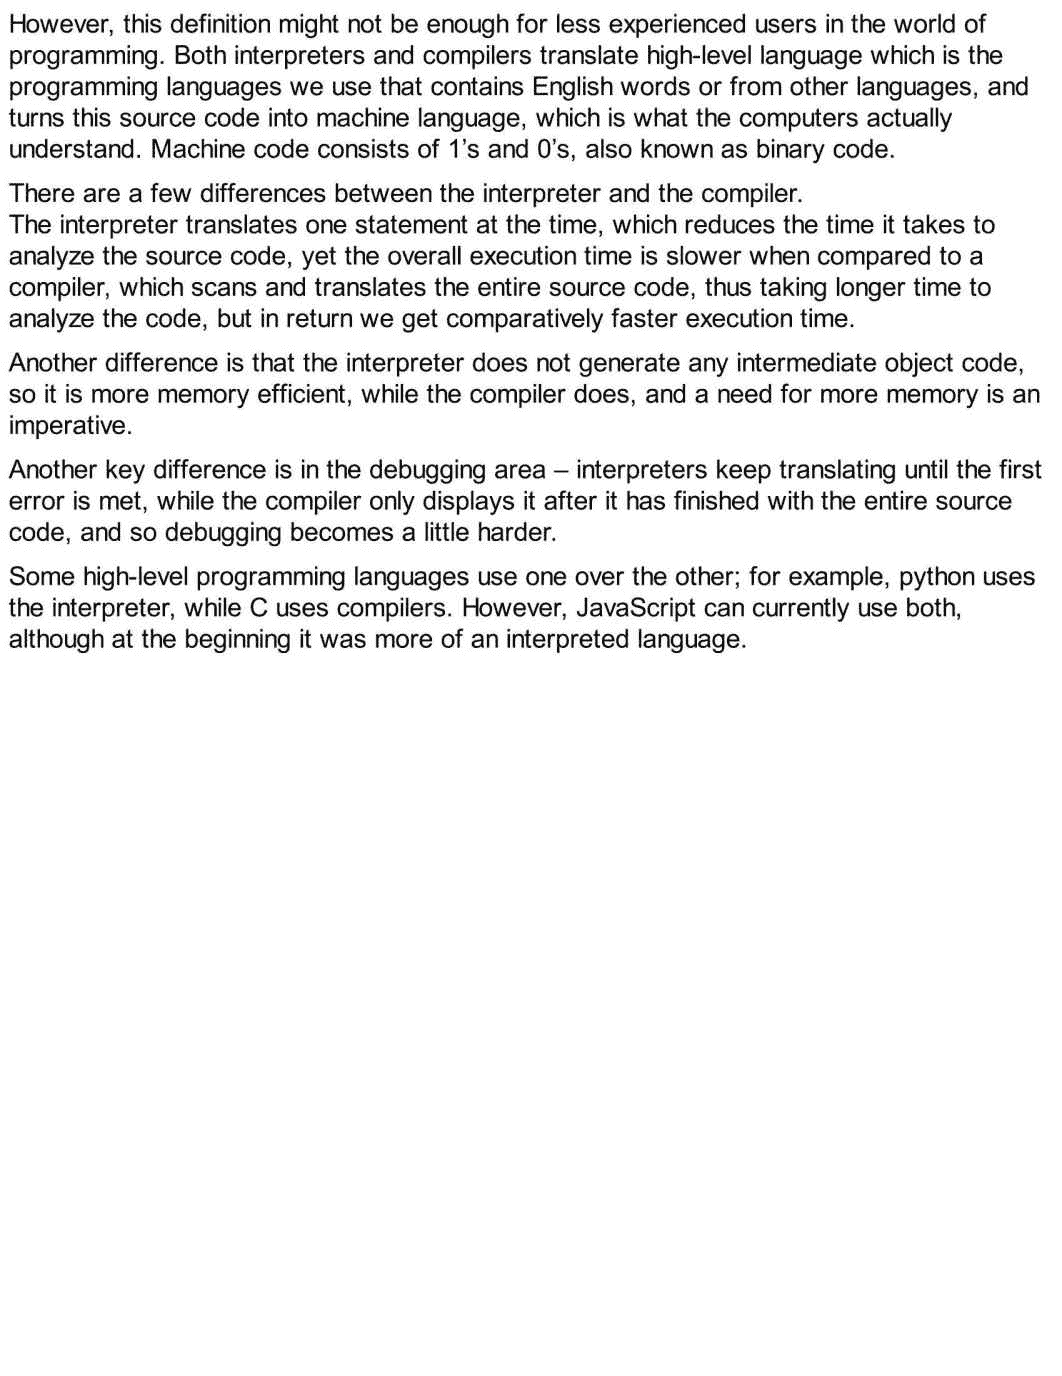 However, this definition might not be enough for less experienced users in the world of
programming. Both interpreters and compilers translate high-level language which is the
programming languages we use that contains English words or from other languages, and
turns this source code into machine language, which is what the computers actually
understand. Machine code consists of 1’s and 0’s, also known as binary code.
There are a few differences between the interpreter and the compiler.
The interpreter translates one statement at the time, which reduces the time it takes to
analyze the source code, yet the overall execution time is slower when compared to a
compiler, which scans and translates the entire source code, thus taking longer time to
analyze the code, but in return we get comparatively faster execution time.
Another difference is that the interpreter does not generate any intermediate object code,
so it is more memory efficient, while the compiler does, and a need for more memory is an
imperative.
Another key difference is in the debugging area – interpreters keep translating until the first
error is met, while the compiler only displays it after it has finished with the entire source
code, and so debugging becomes a little harder.
Some high-level programming languages use one over the other; for example, python uses
the interpreter, while C uses compilers. However, JavaScript can currently use both,
although at the beginning it was more of an interpreted language.